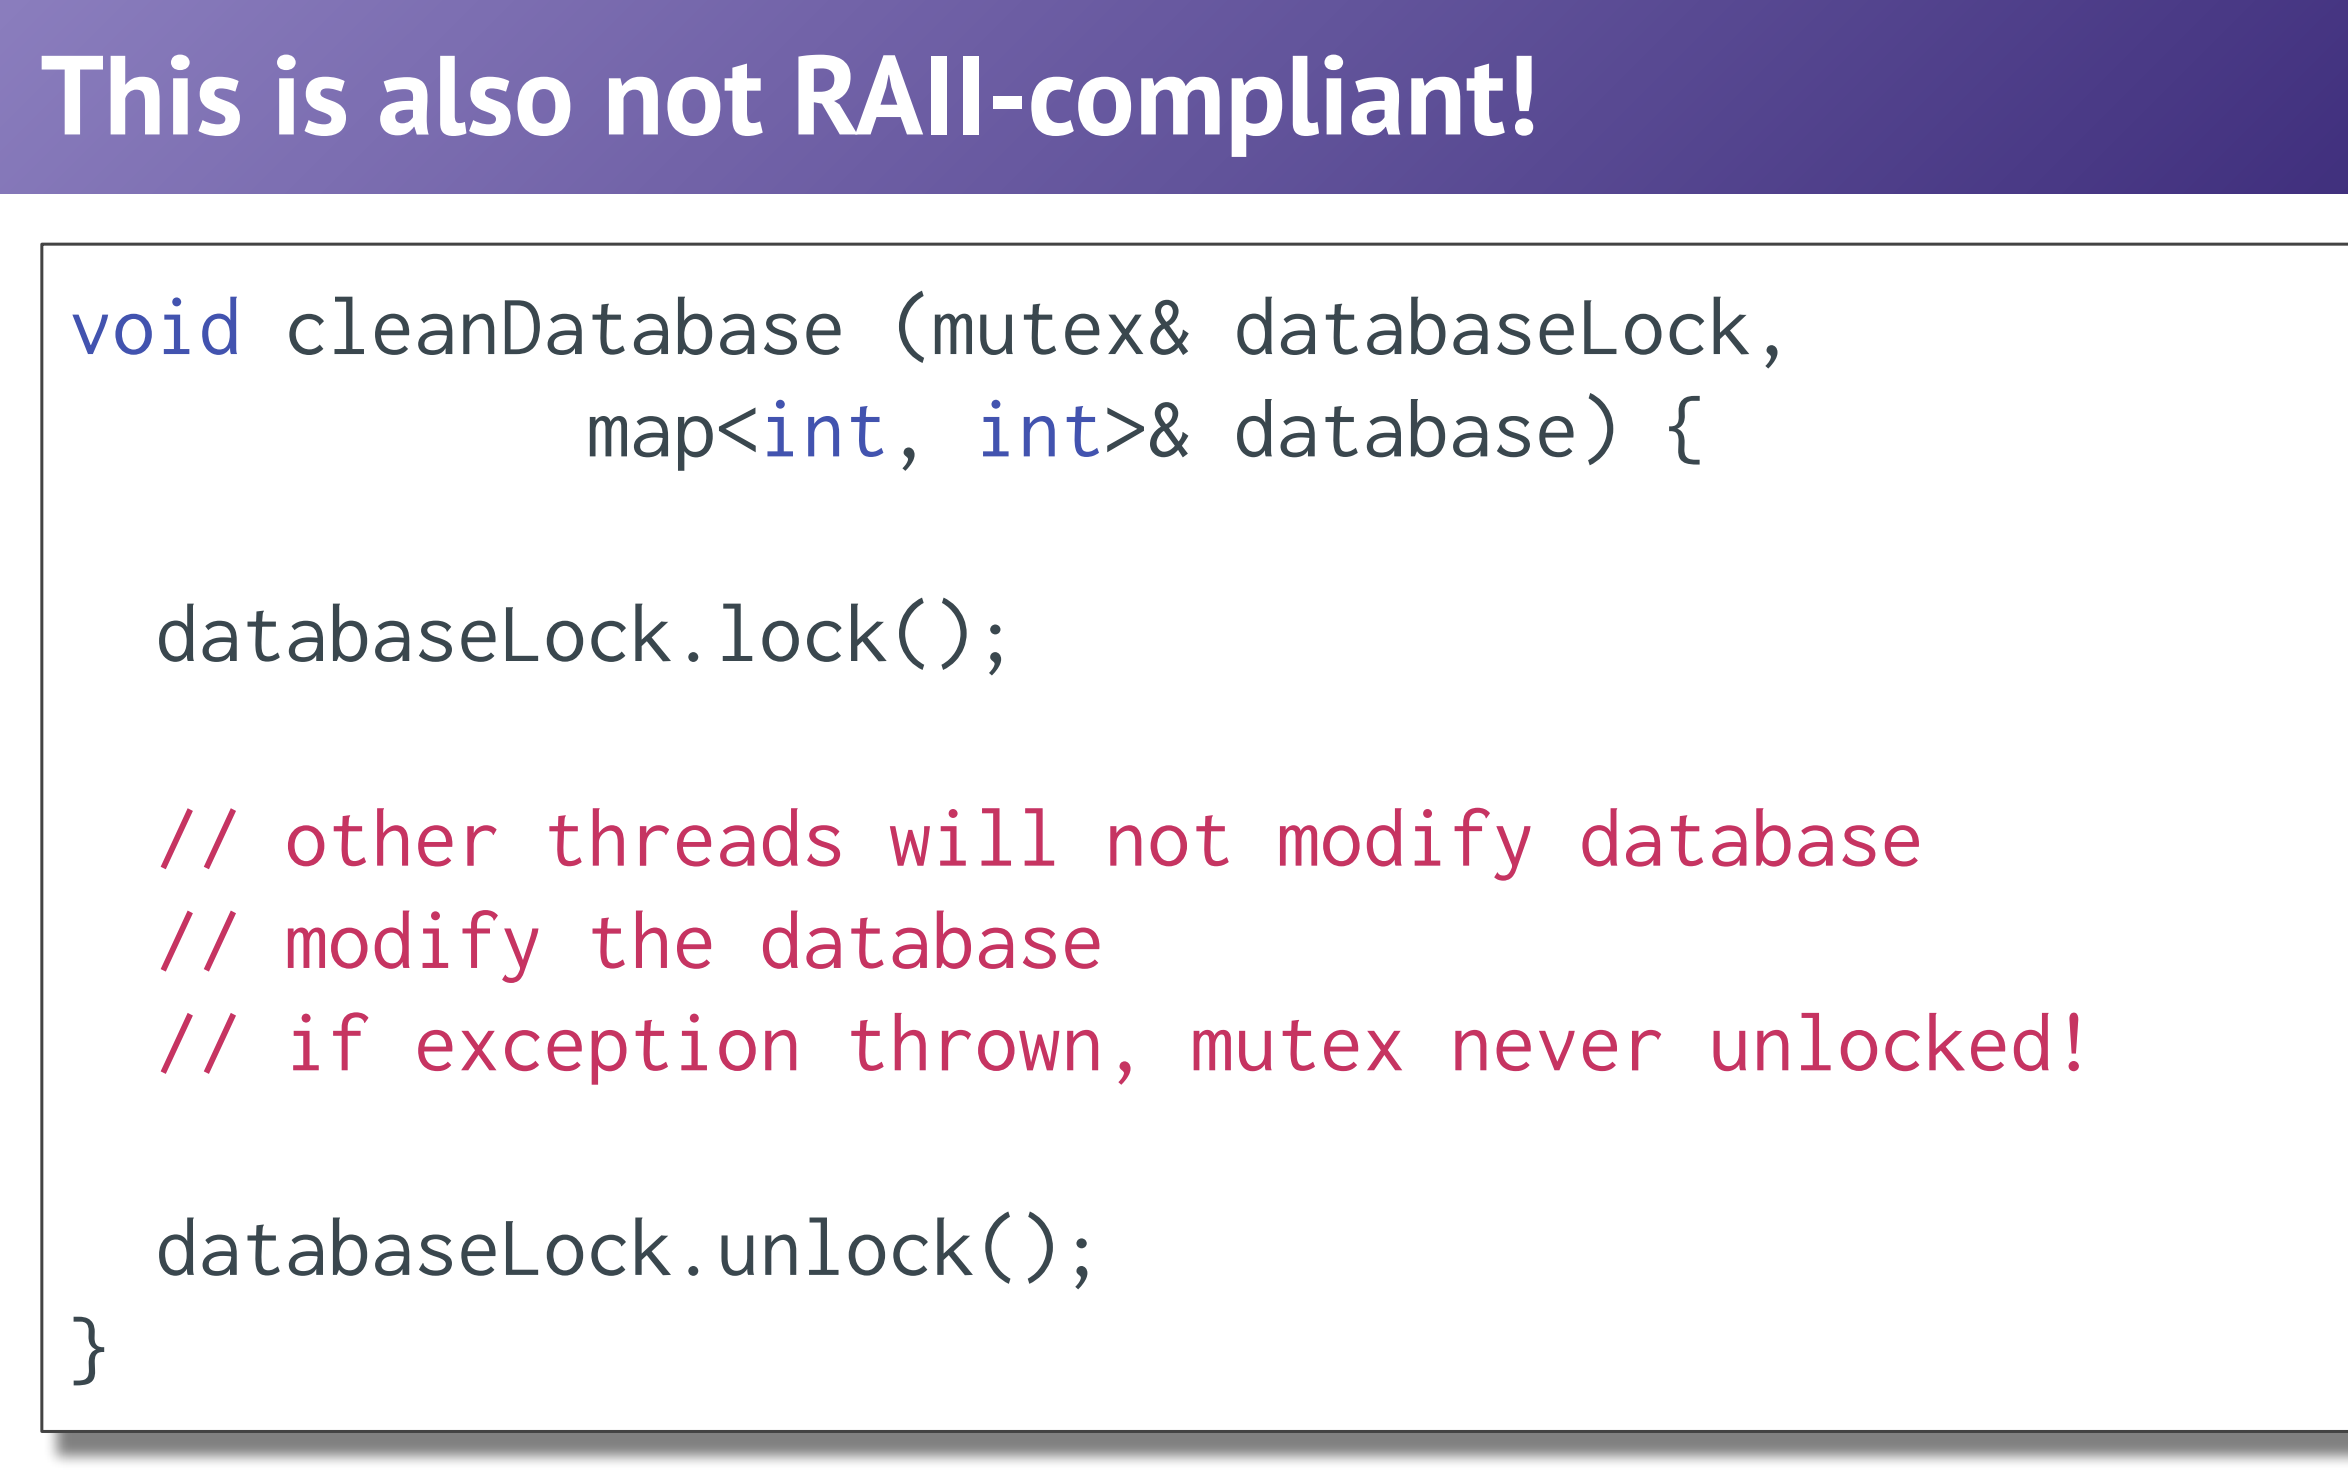 This is also not RAII-compliant!
void cleanDatabase (mutex& databaseLock,
map<int, int>& database) {
databaseLock.lock();
// other threads will not modify database
// modify the database
// if exception thrown, mutex never unlocked!
databaseLock.unlock();
}